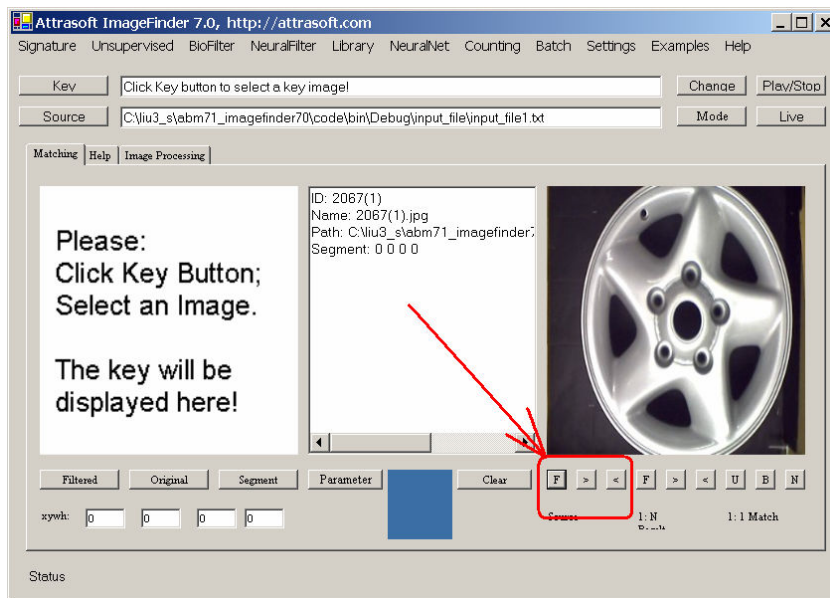 Attrasoft ImageFinder 7.0, http://attrasoft.com
Signature Unsupervised BioFilter NeuralFilter Library NeuralNet Counting Batch Settings Examples Help
Key Click Key button to select a key image! Change Play/Stop
Source C:\liu3_s\abm71_imagefinder70\code\bin\Debug\input_file\input_file1.txt Mode Live
Matching Help Image Processing
Please:
Click Key Button;
Select an Image.
The key will be
displayed here!
ID: 2067(1)
Name: 2067(1).jpg
Path: C:\liu3_s\abm71_imagefinder7
Segment: 0 0 0 0
Filtered Original Segment Parameter Clear F > < F > < U B N
xywh: 0 0 0 0
Source 1: N 1: 1 Match
Result
Status